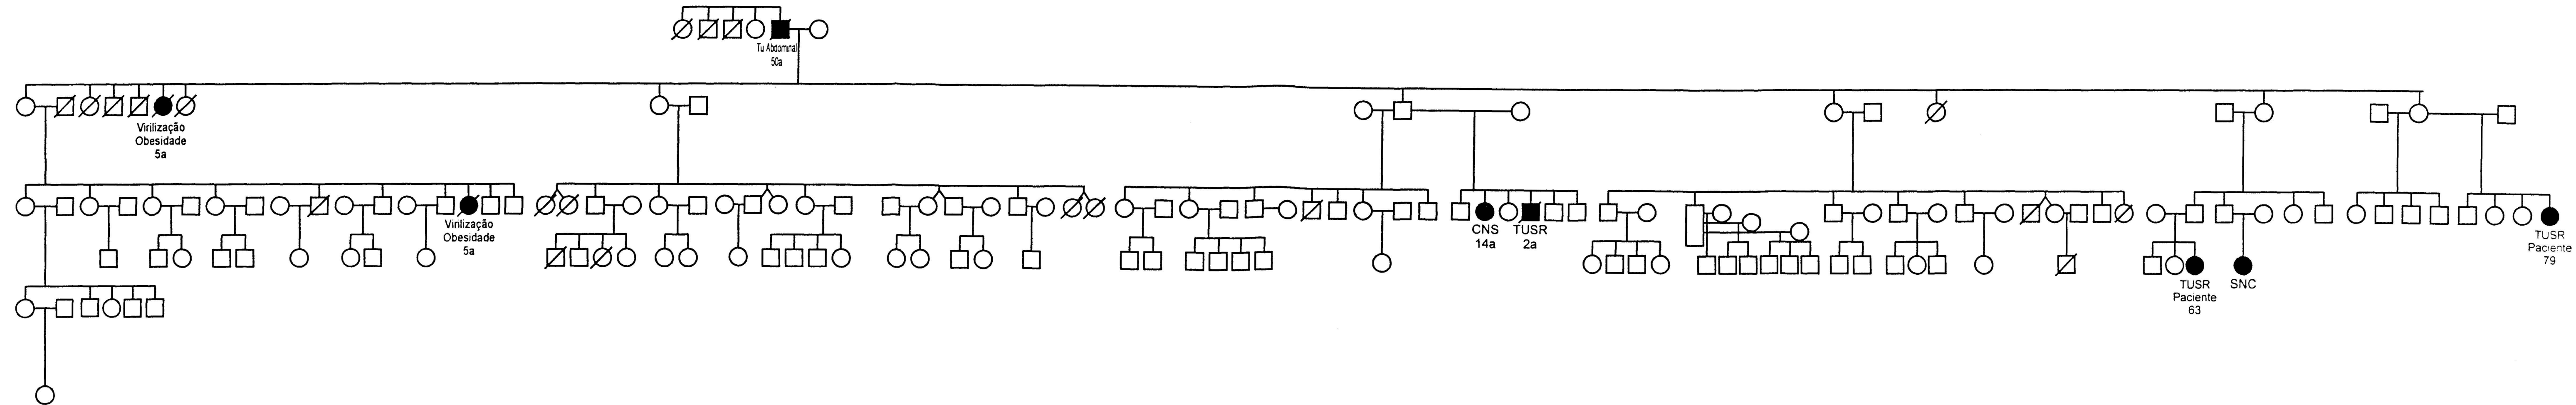 Tu Abdominal
50a
Virilização
Obesidade
5a
Virilização
Obesidade
5a
CNS
14a
TUSR
2a
TUSR
Paciente
79
TUSR
Paciente
63
SNC